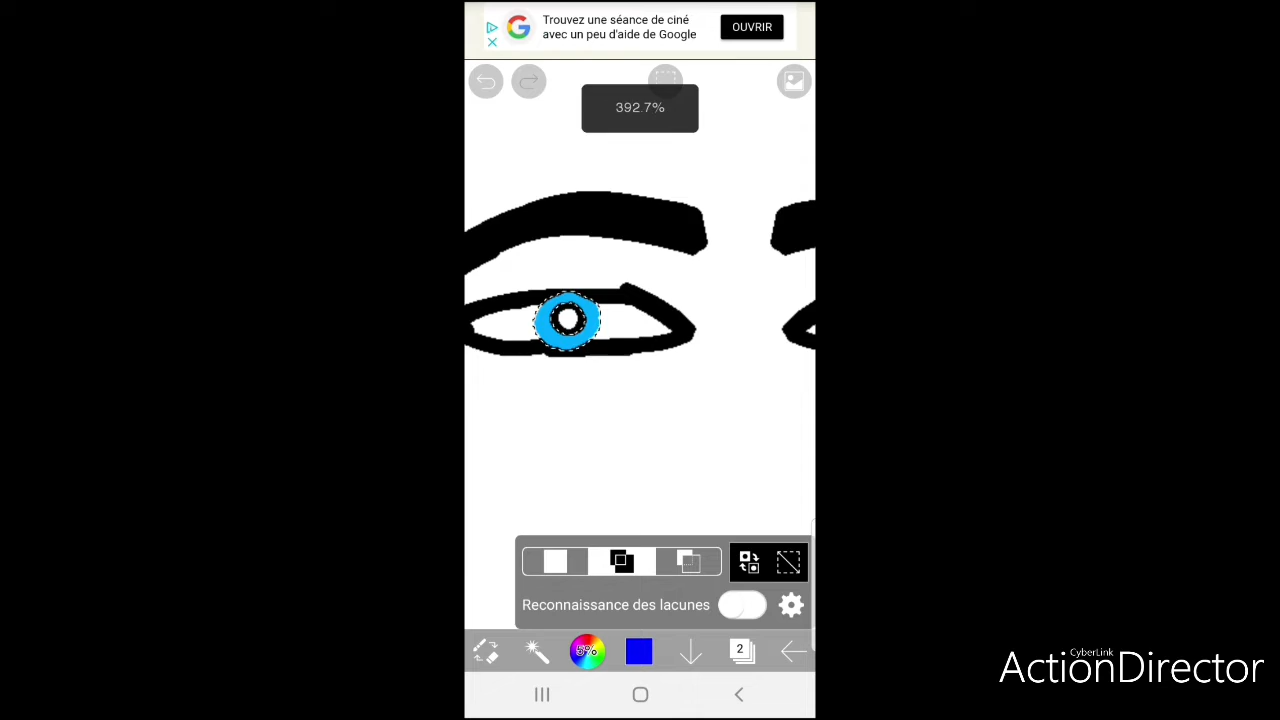 Trouvez une séance de ciné
avec un peu d'aide de Google
OUVRIR
392.7%
Reconnaissance des lacunes
5%
2
CyberLink
ActionDirector